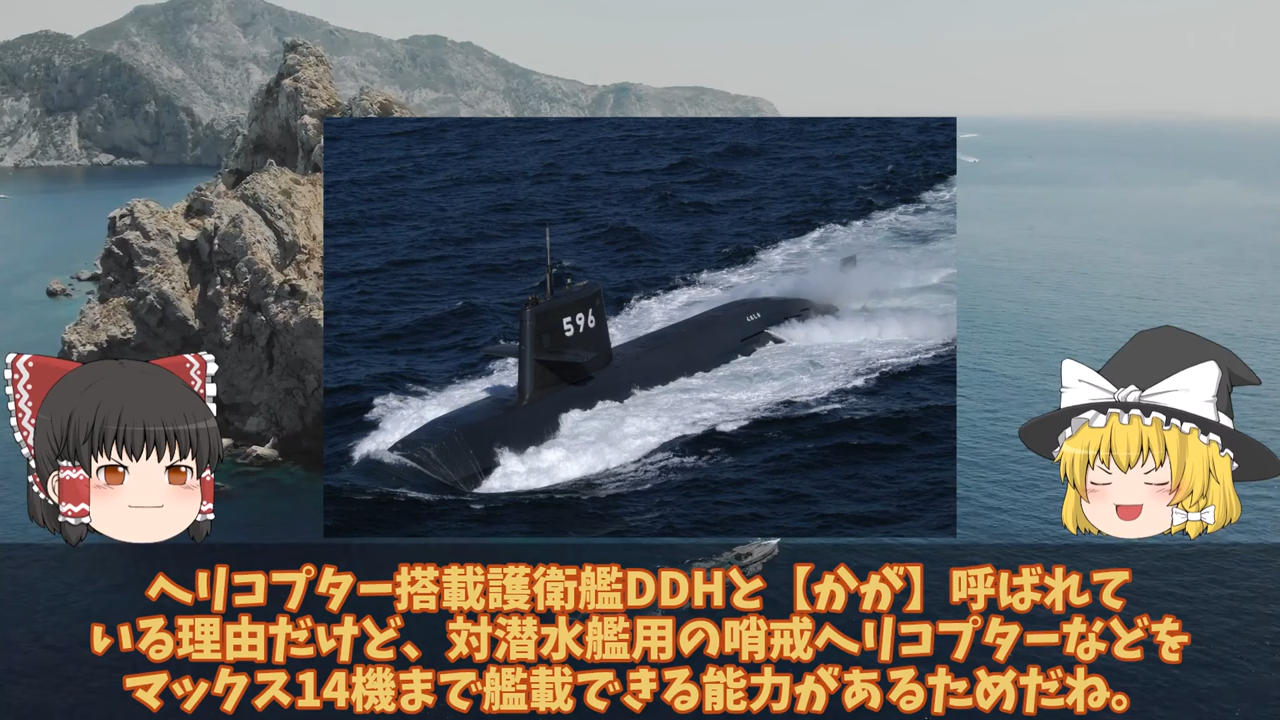 596
ヘリコプター搭載護衛艦DDHと【かが】呼ばれて
いる理由だけど、対潜水艦用の哨戒ヘリコプターなどを
マックス14機まで艦載できる能力があるためだね。